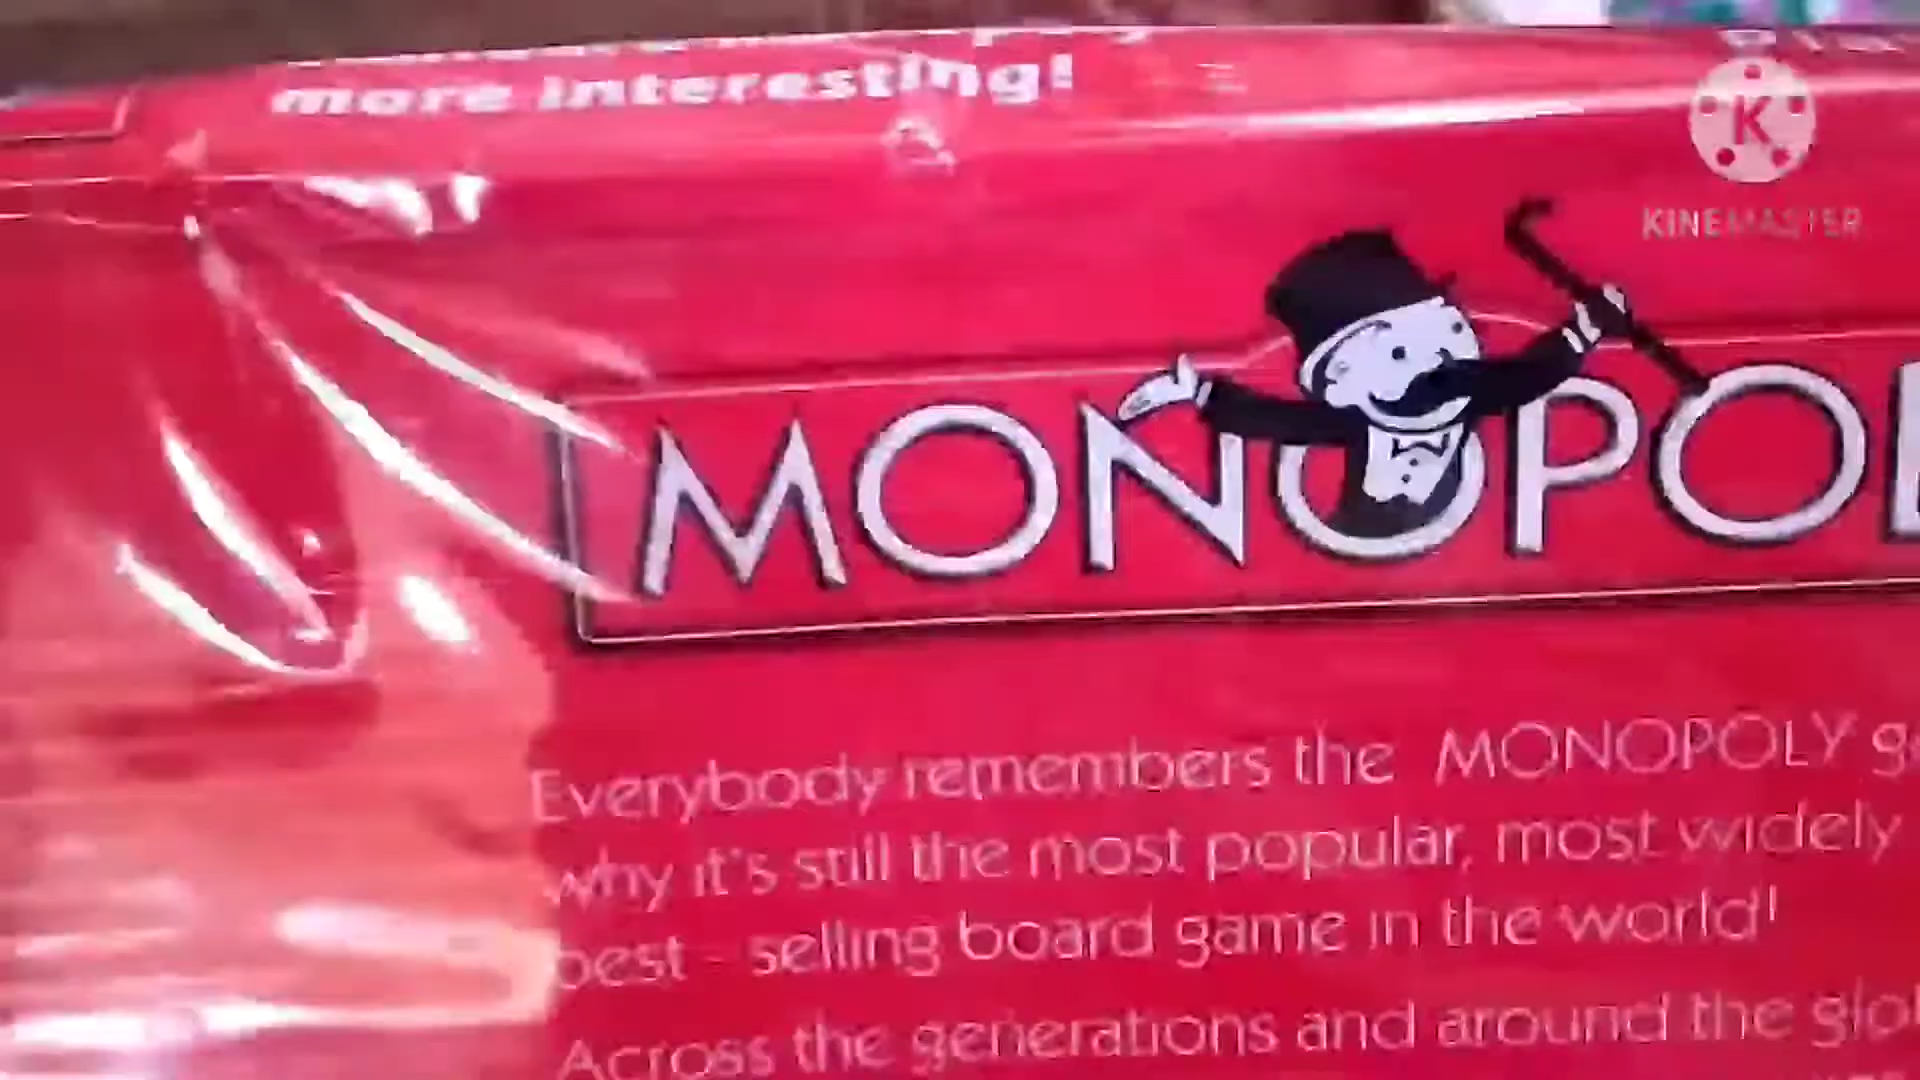 more interesting!
K
KINEMASTER
MONOPOL
Everybody remembers the MONOPOLY
why it's still the most popular, most widely
best - selling board game in the world!
Across the generations and around the